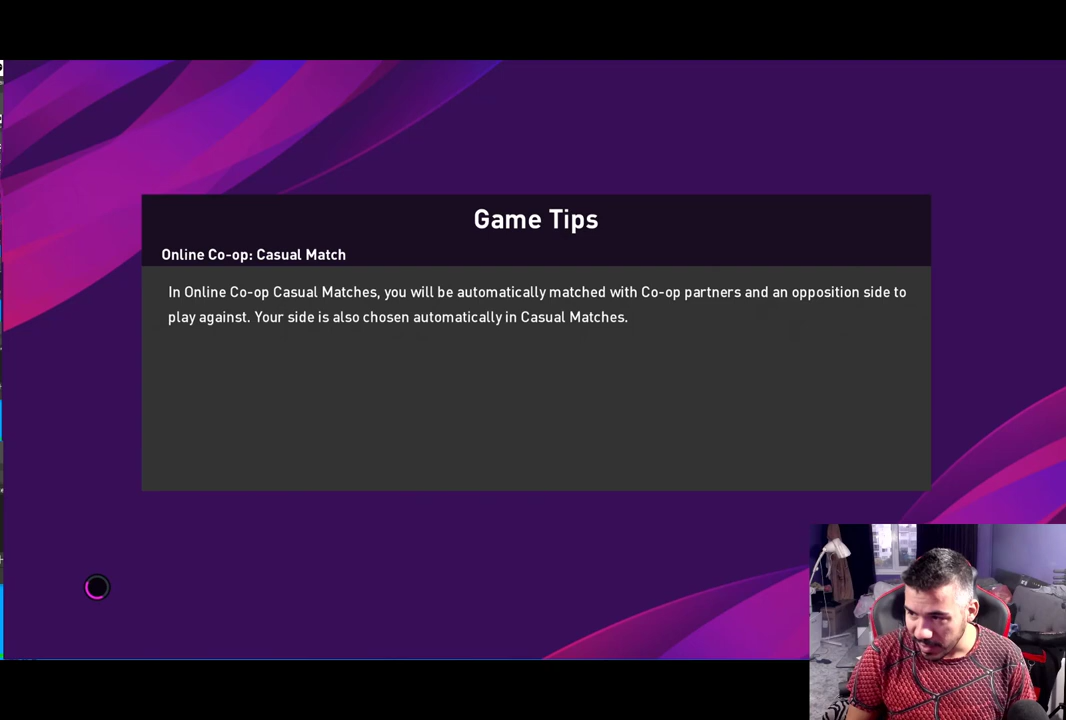 Game Tips
Online Co-op: Casual Match
In Online Co-op Casual Matches, you will be automatically matched with Co-op partners and an opposition side to
play against. Your side is also chosen automatically in Casual Matches.